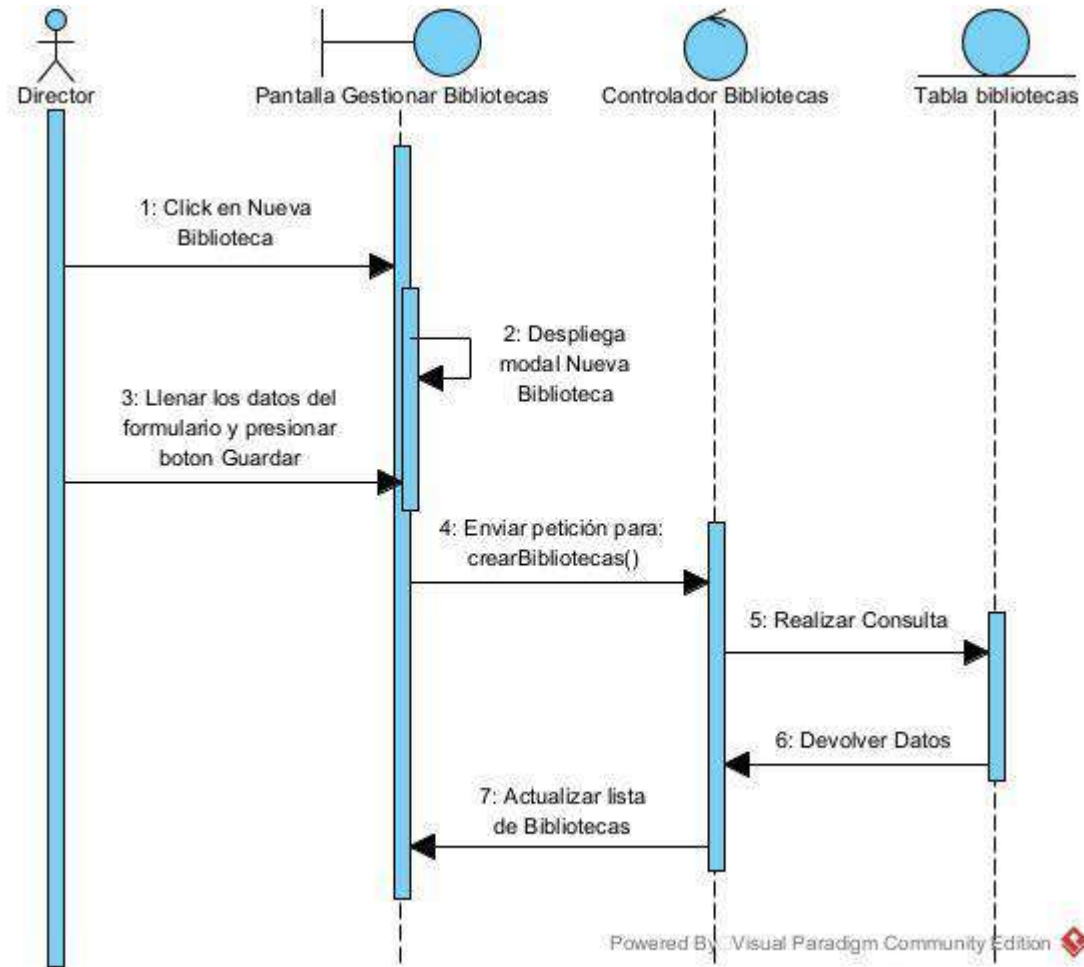 Director
Pantalla Gestionar Bibliotecas
Controlador Bibliotecas
Tabla bibliotecas
1: Click en Nueva
Biblioteca
2: Despliega
modal Nueva
Biblioteca
3: Llenar los datos del
formulario y presionar
boton Guardar
4: Enviar petición para:
crearBibliotecas()
5: Realizar Consulta
6: Devolver Datos
7: Actualizar lista
de Bibliotecas
Powered By Visual Paradigm Community Edition